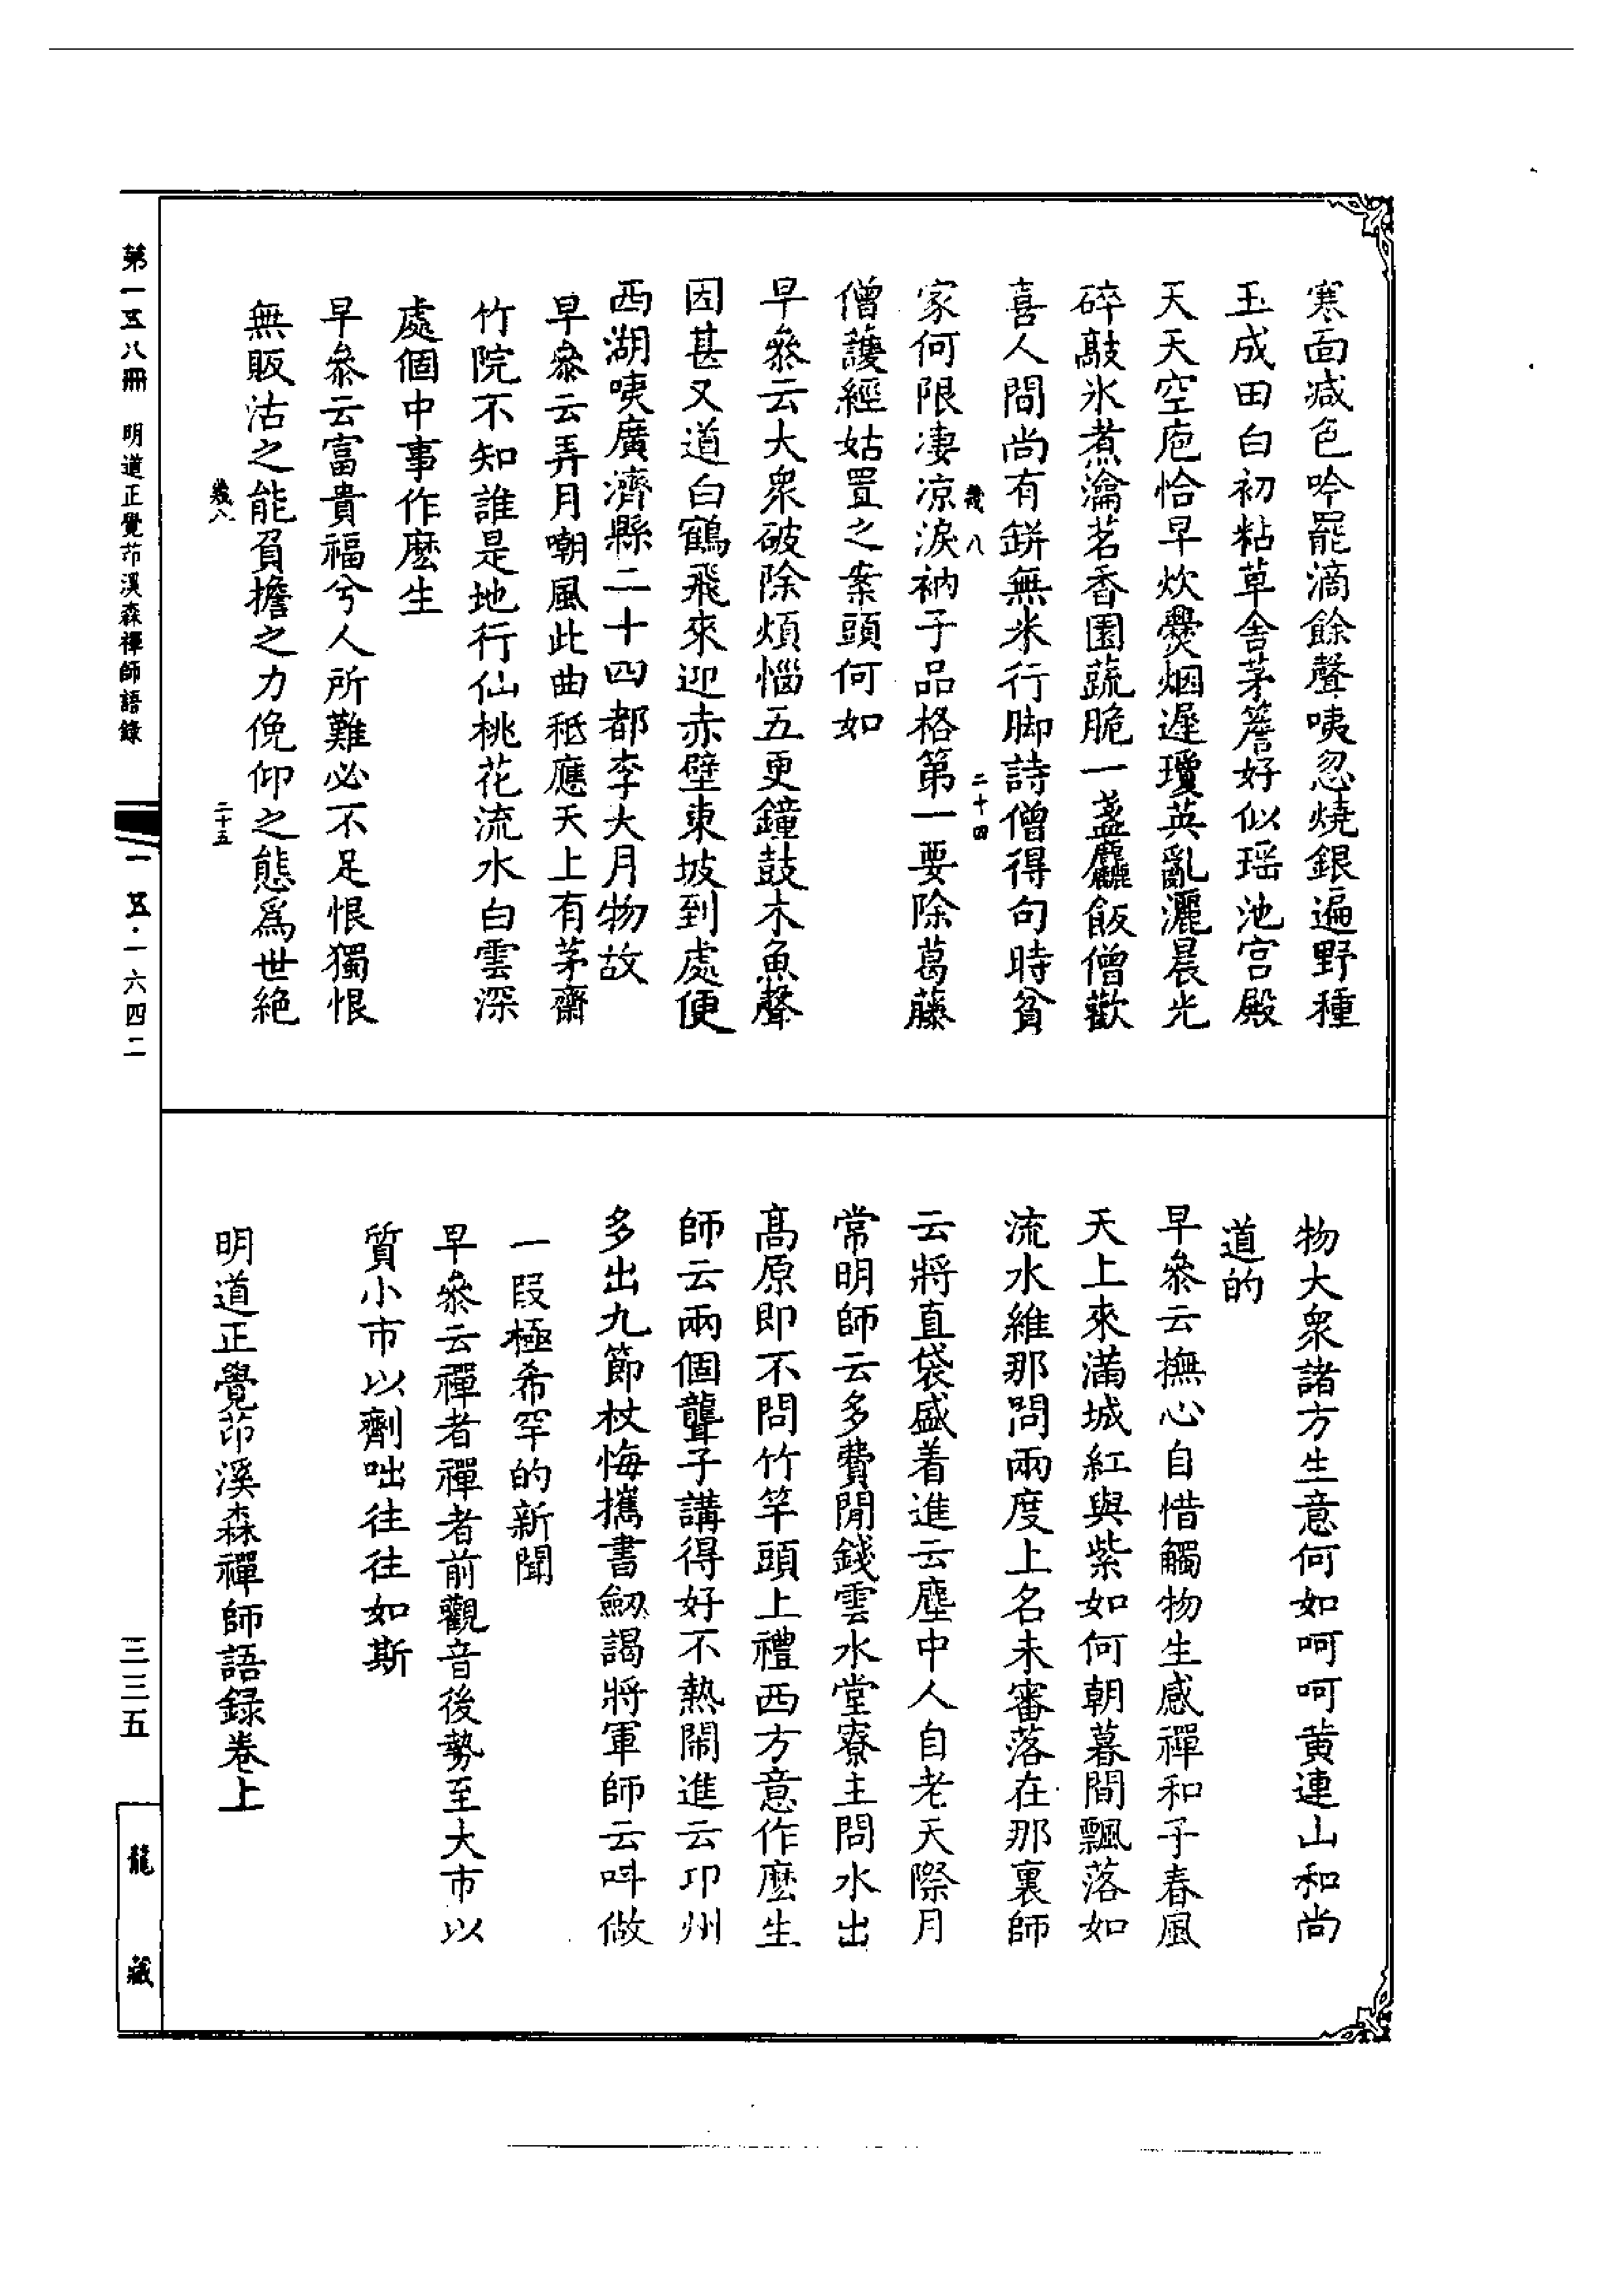 寒面減色吟罷滴餘聲咦忽燒銀遍野種
玉成田白初粘草舍茅簷好似瑶池宮殿
天天空庖恰早炊爨烟遲瓊英亂灑晨光
碎敲氷煮瀹茗香園蔬脆一盞麤飯僧歡
喜人間尚有缾無米行脚詩僧得句時貧
家何限凄凉淚衲子品格第一要除葛藤
幾八
二十四
僧護經姑置之案頭何如
早叅云大衆破除煩惱五更鐘鼓木魚聲
因甚又道白鶴飛來迎赤壁東坡到處便
西湖咦廣濟縣二十四都李大月物故
早叅云弄月嘲風此曲秪應天上有茅齋
竹院不知誰是地行仙桃花流水白雲深
處個中事作麽生
早叅云富貴福兮人所難必不足恨獨恨
無販沽之能負擔之力俛仰之態爲世絶
幾八
二十五
物大衆諸方生意何如呵呵黄連山和尚
道的
早叅云撫心自惜觸物生感禪和子春風
天上來滿城紅與紫如何朝暮間飄落如
流水維那問兩度上名未審落在那裏師
云將直袋盛着進云塵中人自老天際月
常明師云多費閒錢雲水堂寮主問水出
髙原即不問竹竿頭上禮西方意作麽生
師云兩個聾子講得好不熱鬧進云卭州
多出九節杖悔攜書劒謁將軍師云呌做
一段極希罕的新聞
早叅云禪者禪者前觀音後勢至大市以
質小市以劑咄往往如斯
明道正覺茆溪森禪師語録卷上
第一五八冊 明道正覺茆溪森禪師語錄
一五·一六四二
三三五
龍藏